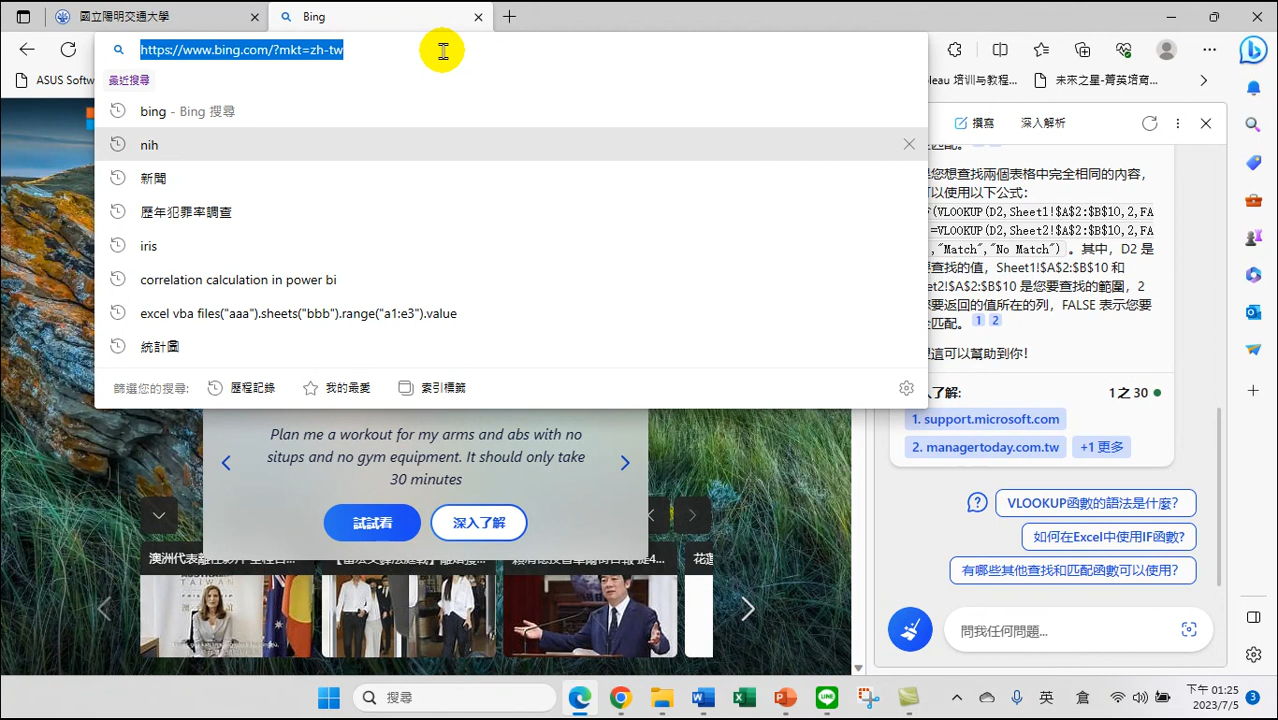 國立陽明交通大學
Bing
https://www.bing.com/?mkt=zh-tw
ASUS Softw
最近搜尋
bing - Bing 搜尋
nih
新聞
歷年犯罪率調查
iris
correlation calculation in power bi
excel vba files("aaa").sheets("bbb").range("a1:e3").value
統計圖
篩選您的搜尋:
歷程記錄
我的最愛
索引標籤
leau 培训与教程...
未來之星-菁英培育...
撰寫
深入解析
匹配。
是您想查找兩個表格中完全相同的內容,
以使用以下公式:
F(VLOOKUP(D2,Sheet1!$A$2:$B$10,2,FA
=VLOOKUP(D2,Sheet2!$A$2:$B$10,2,FA
,"Match","No Match") 。其中，D2 是
查找的值，Sheet1!$A$2:$B$10 和
et2!$A$2:$B$10 是您要查找的範圍，2
要返回的值所在的列，FALSE 表示您要
匹配。 1 2
這可以幫助到你!
了解:
1 之 30
1. support.microsoft.com
2. managertoday.com.tw
+1 更多
VLOOKUP函數的語法是什麼?
如何在Excel中使用IF函數?
有哪些其他查找和匹配函數可以使用?
問我任何問題...
Plan me a workout for my arms and abs with no
situps and no gym equipment. It should only take
30 minutes
試試看
深入了解
搜尋
英
倉
下午 01:25
2023/7/5
3